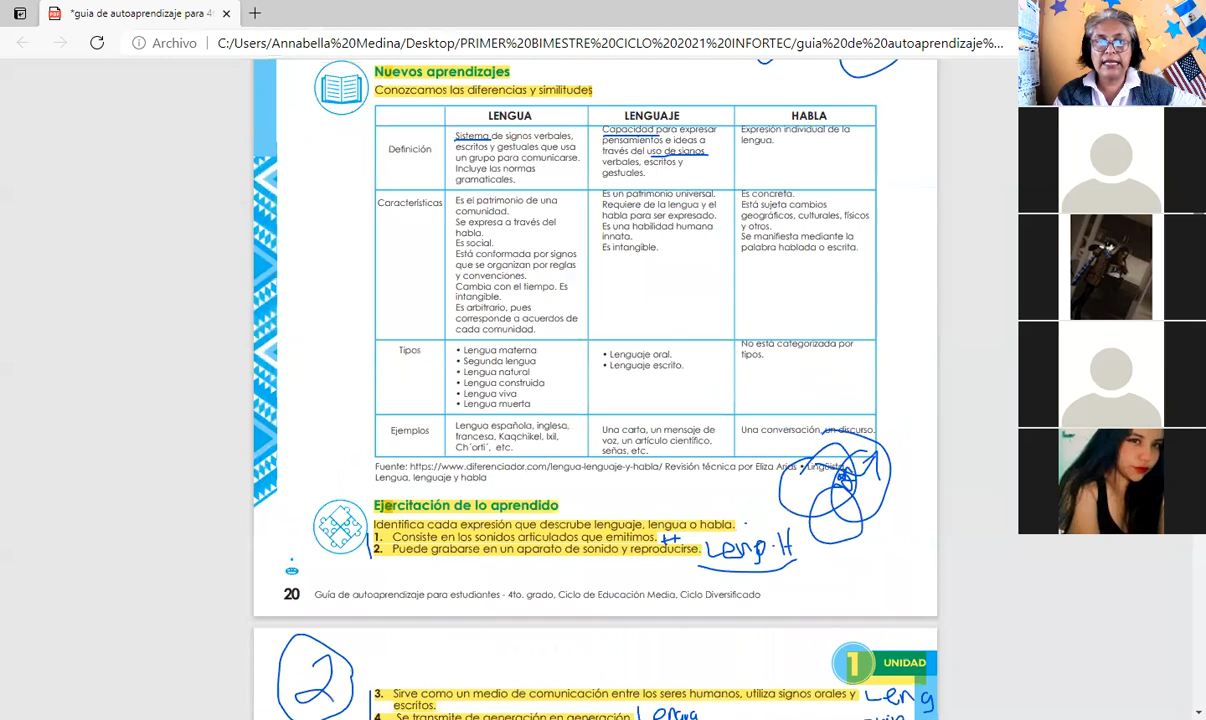 *guia de autoaprendizaje para 4
Archivo
C:/Users/Annabella%20Medina/Desktop/PRIMER%20BIMESTRE%20CICLO%202021%20INFORTEC/guia%20de%20autoaprendizaje%...
Nuevos aprendizajes
Conozcamos las diferencias y similitudes
LENGUA LENGUAJE HABLA
Definición
Sistema de signos verbales,
escritos y gestuales que usa
un grupo para comunicarse.
Incluye las normas
gramaticales.
Capacidad para expresar
pensamientos e ideas a
través del uso de signos
verbales, escritos y
gestuales.
Expresión individual de la
lengua.
Características
Es el patrimonio de una
comunidad.
Se expresa a través del
habla.
Es social.
Está conformada por signos
que se organizan por reglas
y convenciones.
Cambia con el tiempo. Es
intangible.
Es arbitrario, pues
corresponde a acuerdos de
cada comunidad.
Es un patrimonio universal.
Requiere de la lengua y el
habla para ser expresado.
Es una habilidad humana
innata.
Es intangible.
Es concreta.
Está sujeta cambios
geográficos, culturales, físicos
y otros.
Se manifiesta mediante la
palabra hablada o escrita.
Tipos
• Lengua materna
• Segunda lengua
• Lengua natural
• Lengua construida
• Lengua viva
• Lengua muerta
• Lenguaje oral.
• Lenguaje escrito.
No está categorizada por
tipos.
Ejemplos
Lengua española, inglesa,
francesa, Kaqchikel, Ixil,
Ch´orti´, etc.
Una carta, un mensaje de
voz, un artículo científico,
señas, etc.
Una conversación, un discurso.
Fuente: https://www.diferenciador.com/lengua-lenguaje-y-habla/ Revisión técnica por Eliza Arias • Lingüista
Lengua, lenguaje y habla
Ejercitación de lo aprendido
Identifica cada expresión que descrube lenguaje, lengua o habla.
1. Consiste en los sonidos articulados que emitimos. H
2. Puede grabarse en un aparato de sonido y reproducirse. H
20 Guía de autoaprendizaje para estudiantes - 4to. grado, Ciclo de Educación Media, Ciclo Diversificado
2
1 UNIDAD
3. Sirve como un medio de comunicación entre los seres humanos, utiliza signos orales y Leng
escritos.
4. Se transmite de generación en generación. Lengua